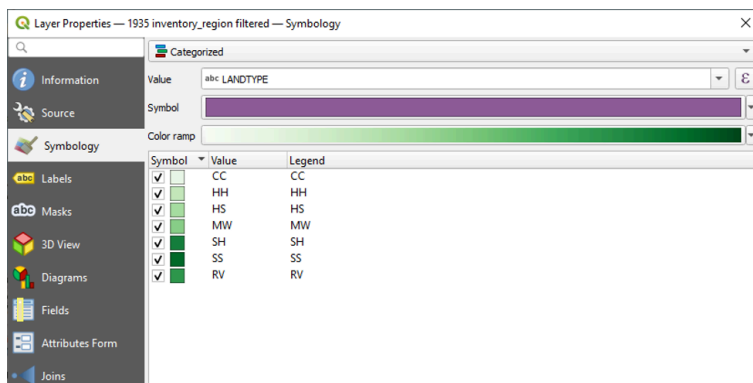 Layer Properties — 1935 inventory_region filtered — Symbology
Categorized
Information
Value abc LANDTYPE ε
Source
Symbol
Symbology
Color ramp
Symbol Value Legend
abc Labels
CC CC
HH HH
abc Masks
HS HS
MW MW
3D View
SH SH
SS SS
Diagrams
RV RV
Fields
Attributes Form
Joins